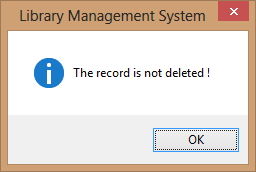 Library Management System
The record is not deleted !
OK